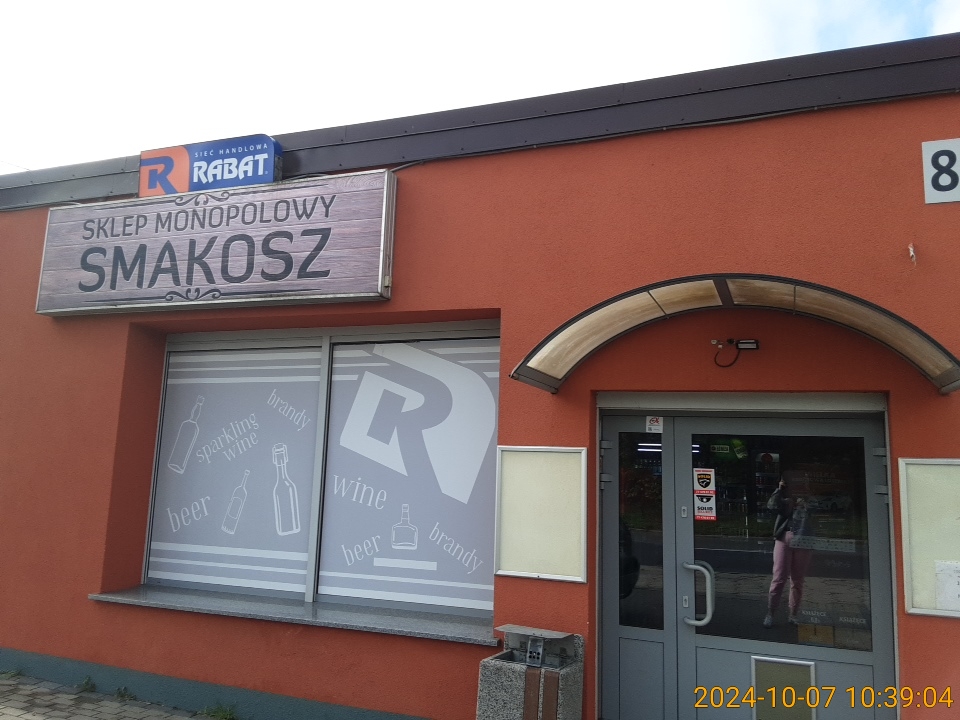 SIEĆ HANDLOWA
RABAT
SKLEP MONOPOLOWY
SMAKOSZ
8
brandy
sparkling
wine
beer
wine
beer
brandy
SOLID
2024-10-07 10:39:04